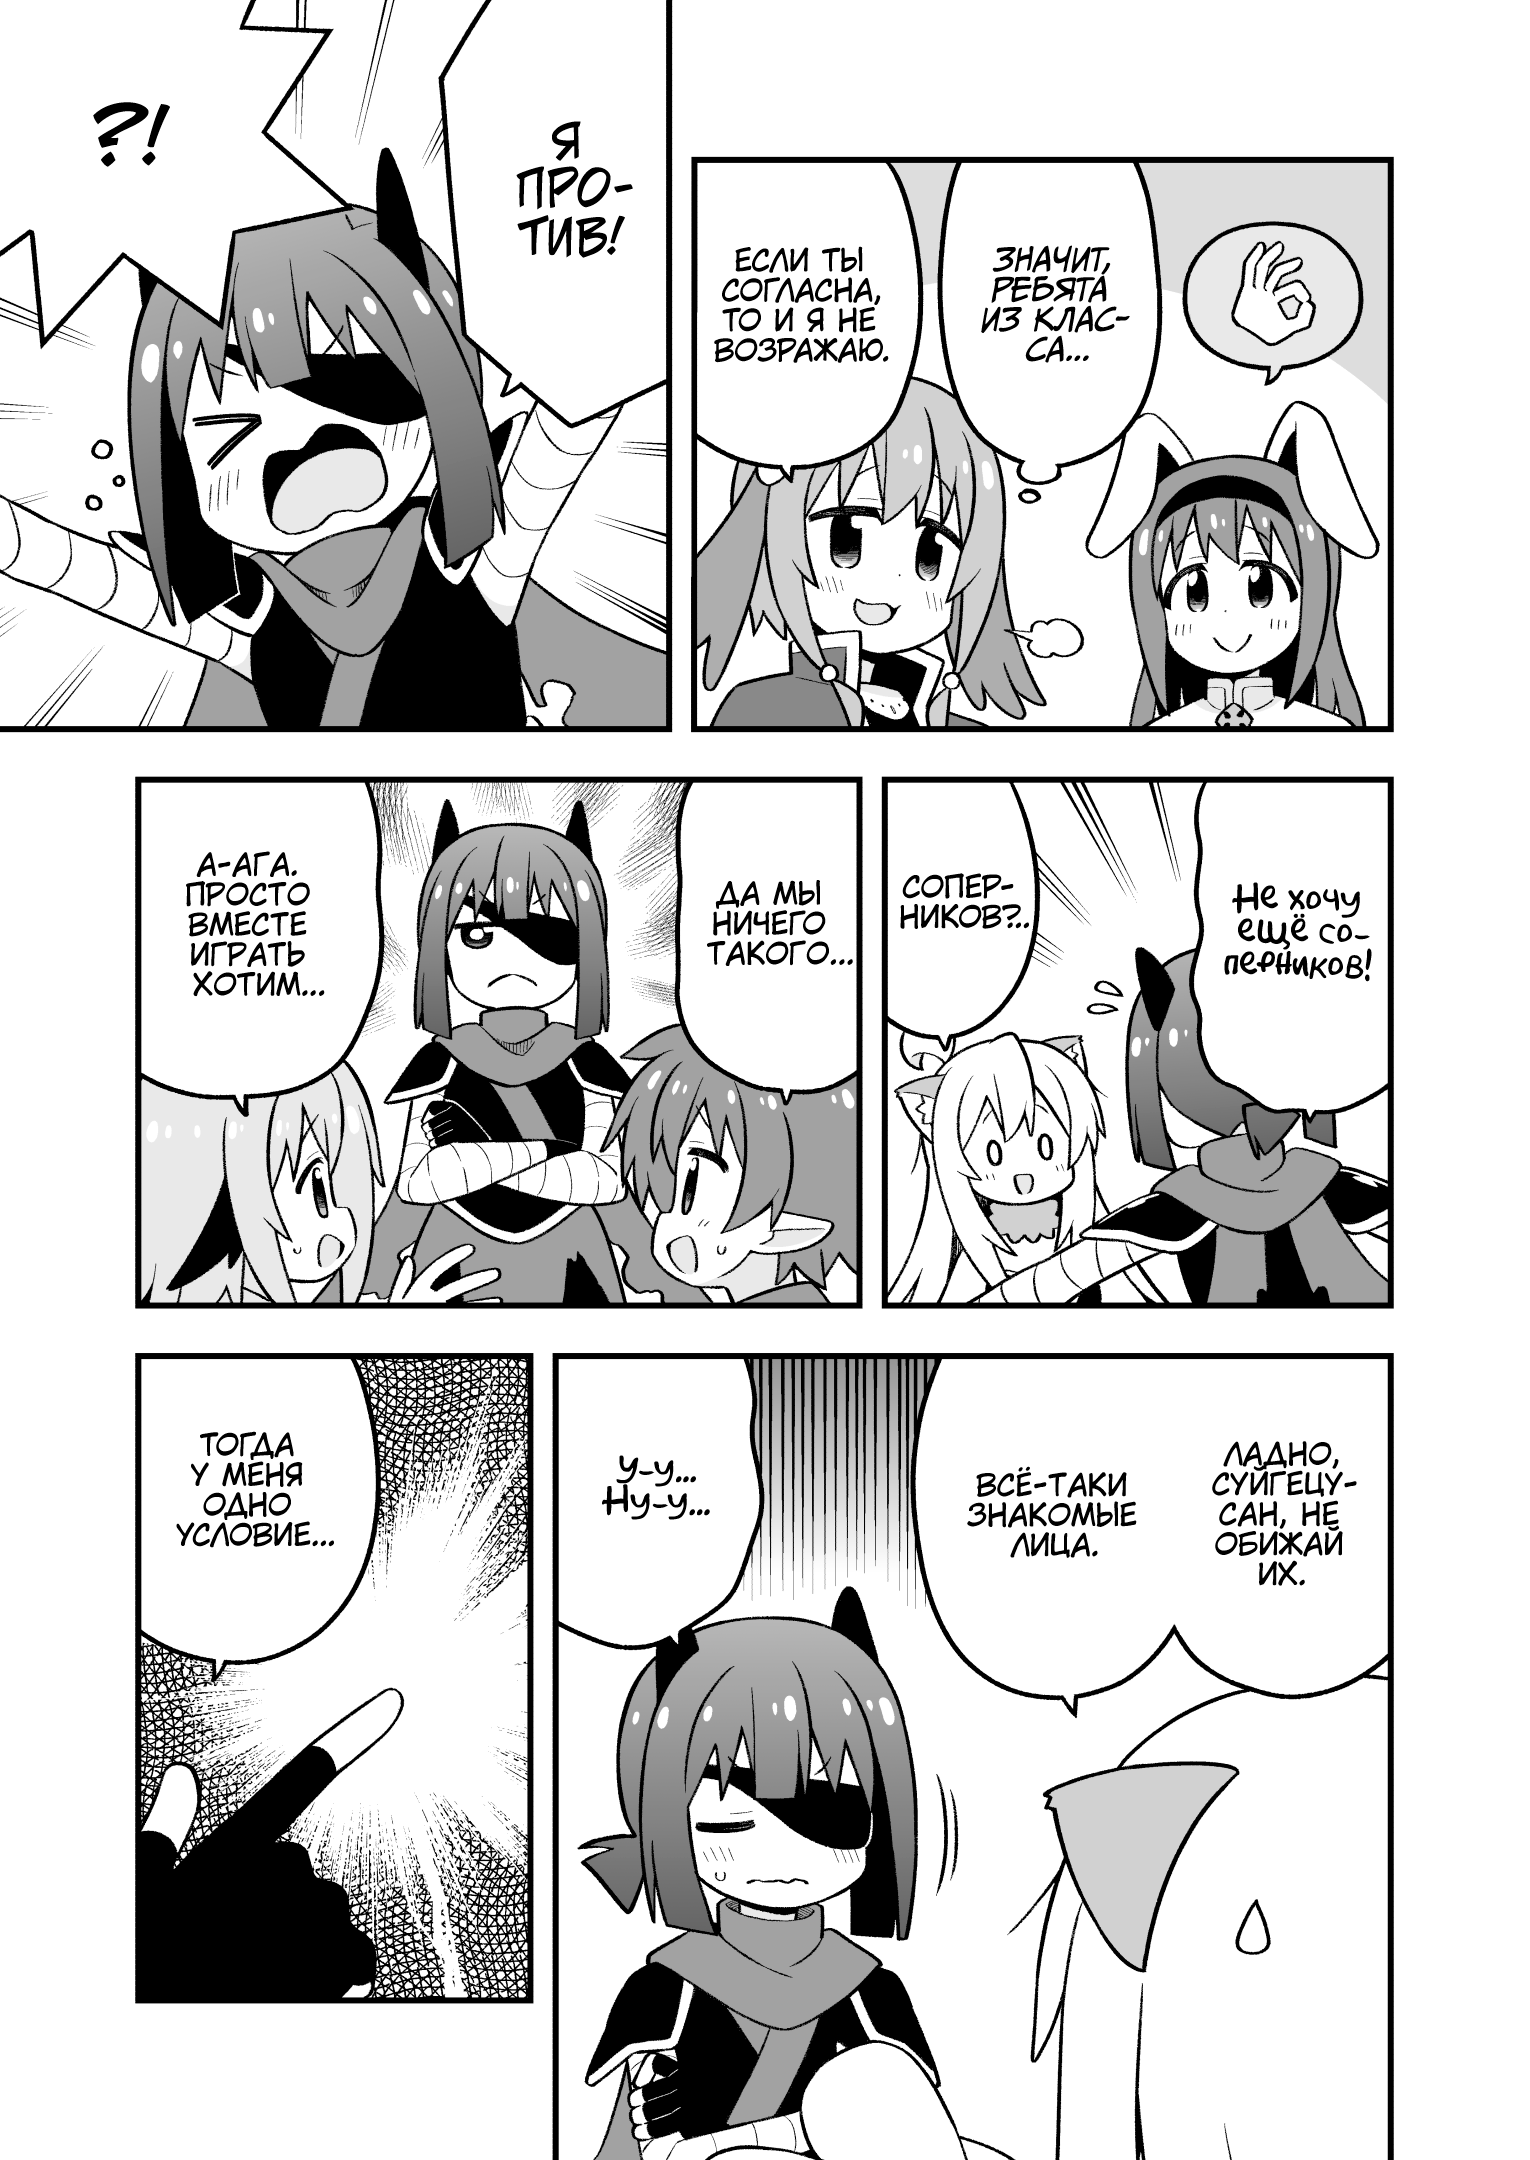 ЗНАЧИТ,
РЕБЯТА
ИЗ КЛАС-
СА...
ЕСЛИ ТЫ
СОГЛАСНА,
ТО И Я НЕ
ВОЗРАЖАЮ.
Я
ПРО-
ТИВ!
?!
Не хочу
ещё со-
перников!
СОПЕР-
НИКОВ?..
ДА МЫ
НИЧЕГО
ТАКОГО...
А-АГА.
ПРОСТО
ВМЕСТЕ
ИГРАТЬ
ХОТИМ...
ЛАДНО,
СУЙГЕЦУ-
САН, НЕ
ОБИЖАЙ
ИХ.
ВСЁ-ТАКИ
ЗНАКОМЫЕ
ЛИЦА.
У-у...
Ну-у...
ТОГДА
У МЕНЯ
ОДНО
УСЛОВИЕ...